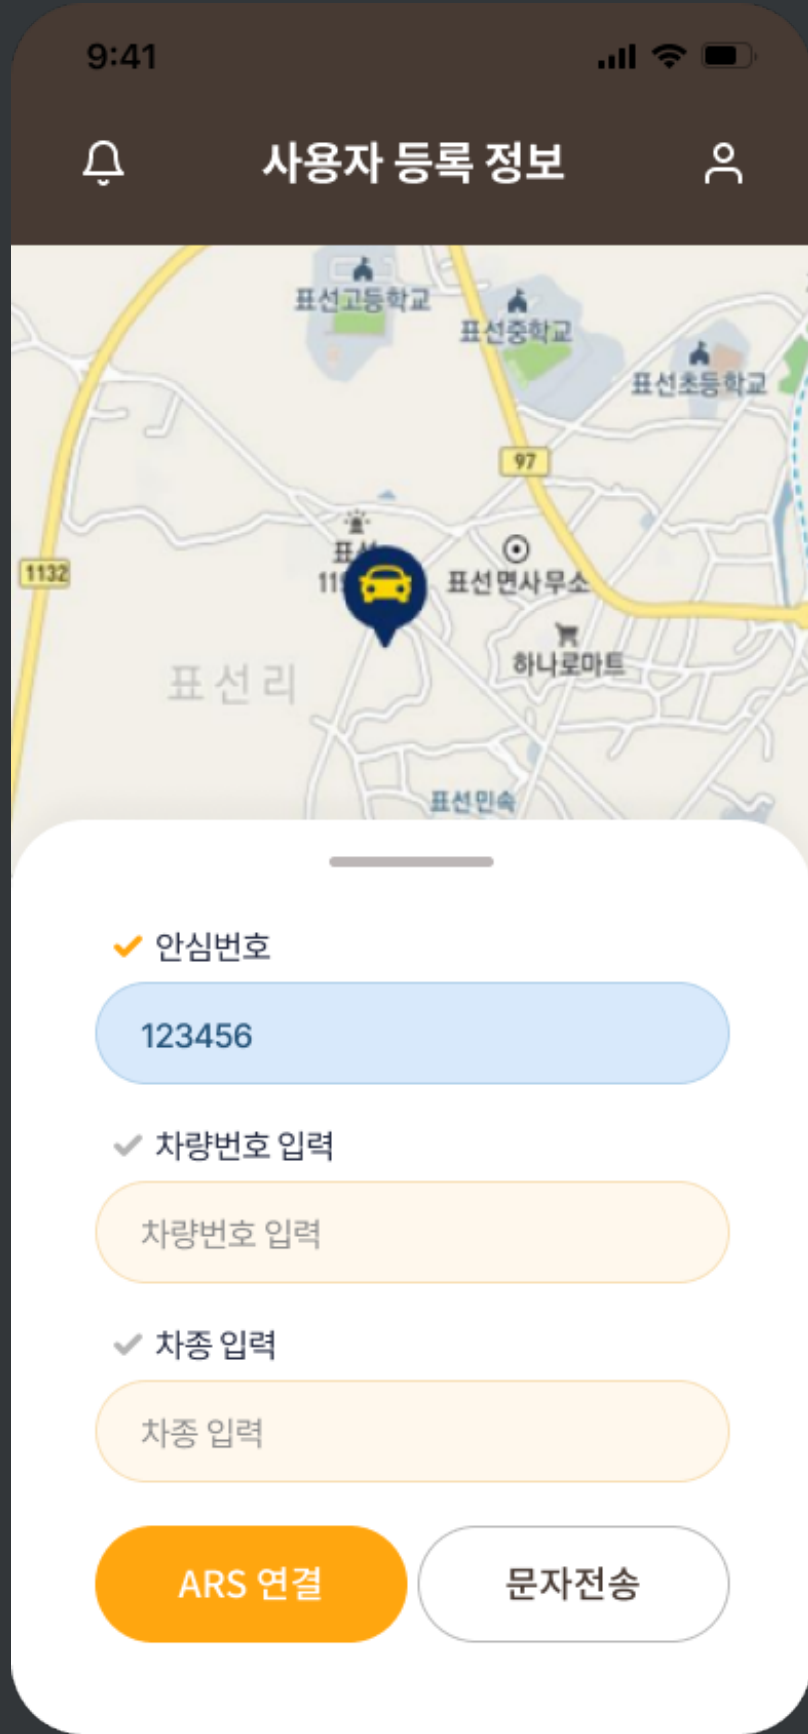 9:41
사용자 등록 정보
표선고등학교
표선중학교
표선초등학교
97
표선
1132
표선면사무소
하나로마트
표선리
표선민속
안심번호
123456
차량번호 입력
차량번호 입력
차종 입력
차종 입력
ARS 연결
문자전송